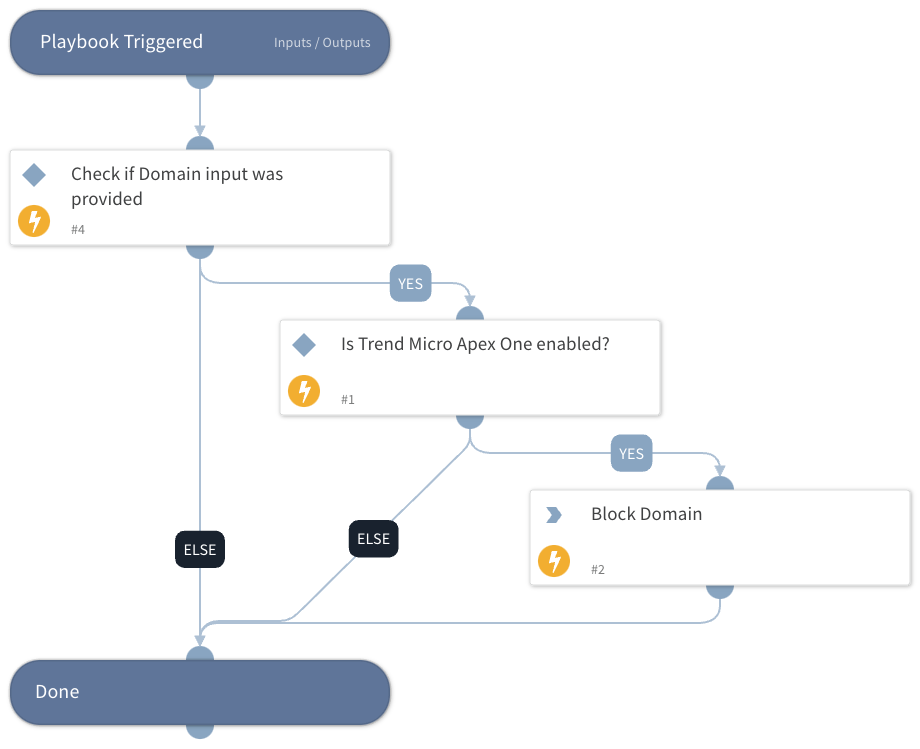 Playbook Triggered
Inputs / Outputs
Check if Domain input was
provided
#4
YES
Is Trend Micro Apex One enabled?
#1
YES
Block Domain
#2
ELSE
ELSE
Done